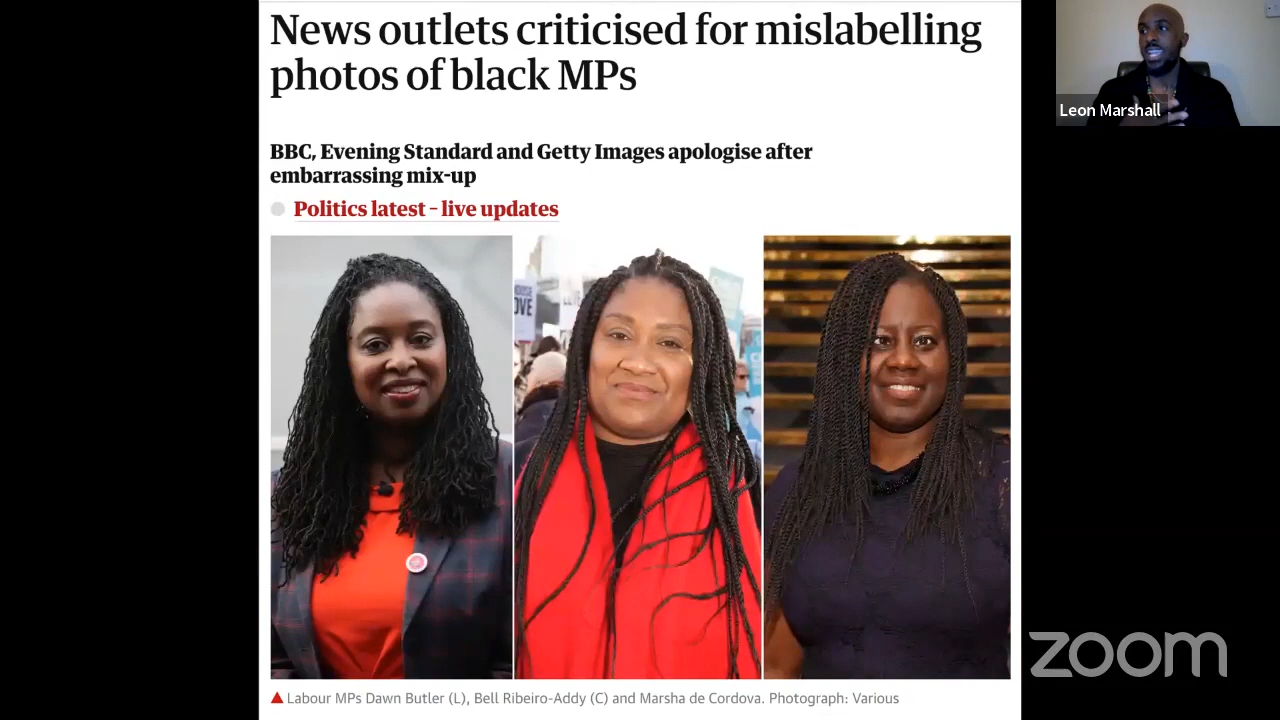 News outlets criticised for mislabelling
photos of black MPs
BBC, Evening Standard and Getty Images apologise after
embarrassing mix-up
Politics latest – live updates
OVE
Labour MPs Dawn Butler (L), Bell Ribeiro-Addy (C) and Marsha de Cordova. Photograph: Various
Leon Marshall
zoom